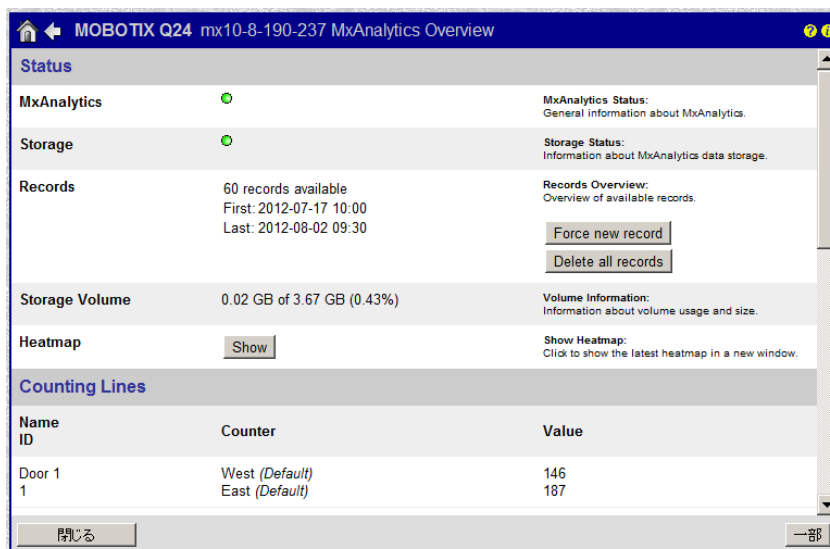 MOBOTIX Q24 mx10-8-190-237 MxAnalytics Overview
Status
MxAnalytics
MxAnalytics Status:
General information about MxAnalytics.
Storage
Storage Status:
Information about MxAnalytics data storage.
Records
60 records available
First: 2012-07-17 10:00
Last: 2012-08-02 09:30
Records Overview:
Overview of available records.
Force new record
Delete all records
Storage Volume
0.02 GB of 3.67 GB (0.43%)
Volume Information:
Information about volume usage and size.
Heatmap
Show
Show Heatmap:
Click to show the latest heatmap in a new window.
Counting Lines
Name
ID
Counter
Value
Door 1
West (Default)
146
1
East (Default)
187
閉じる
一部